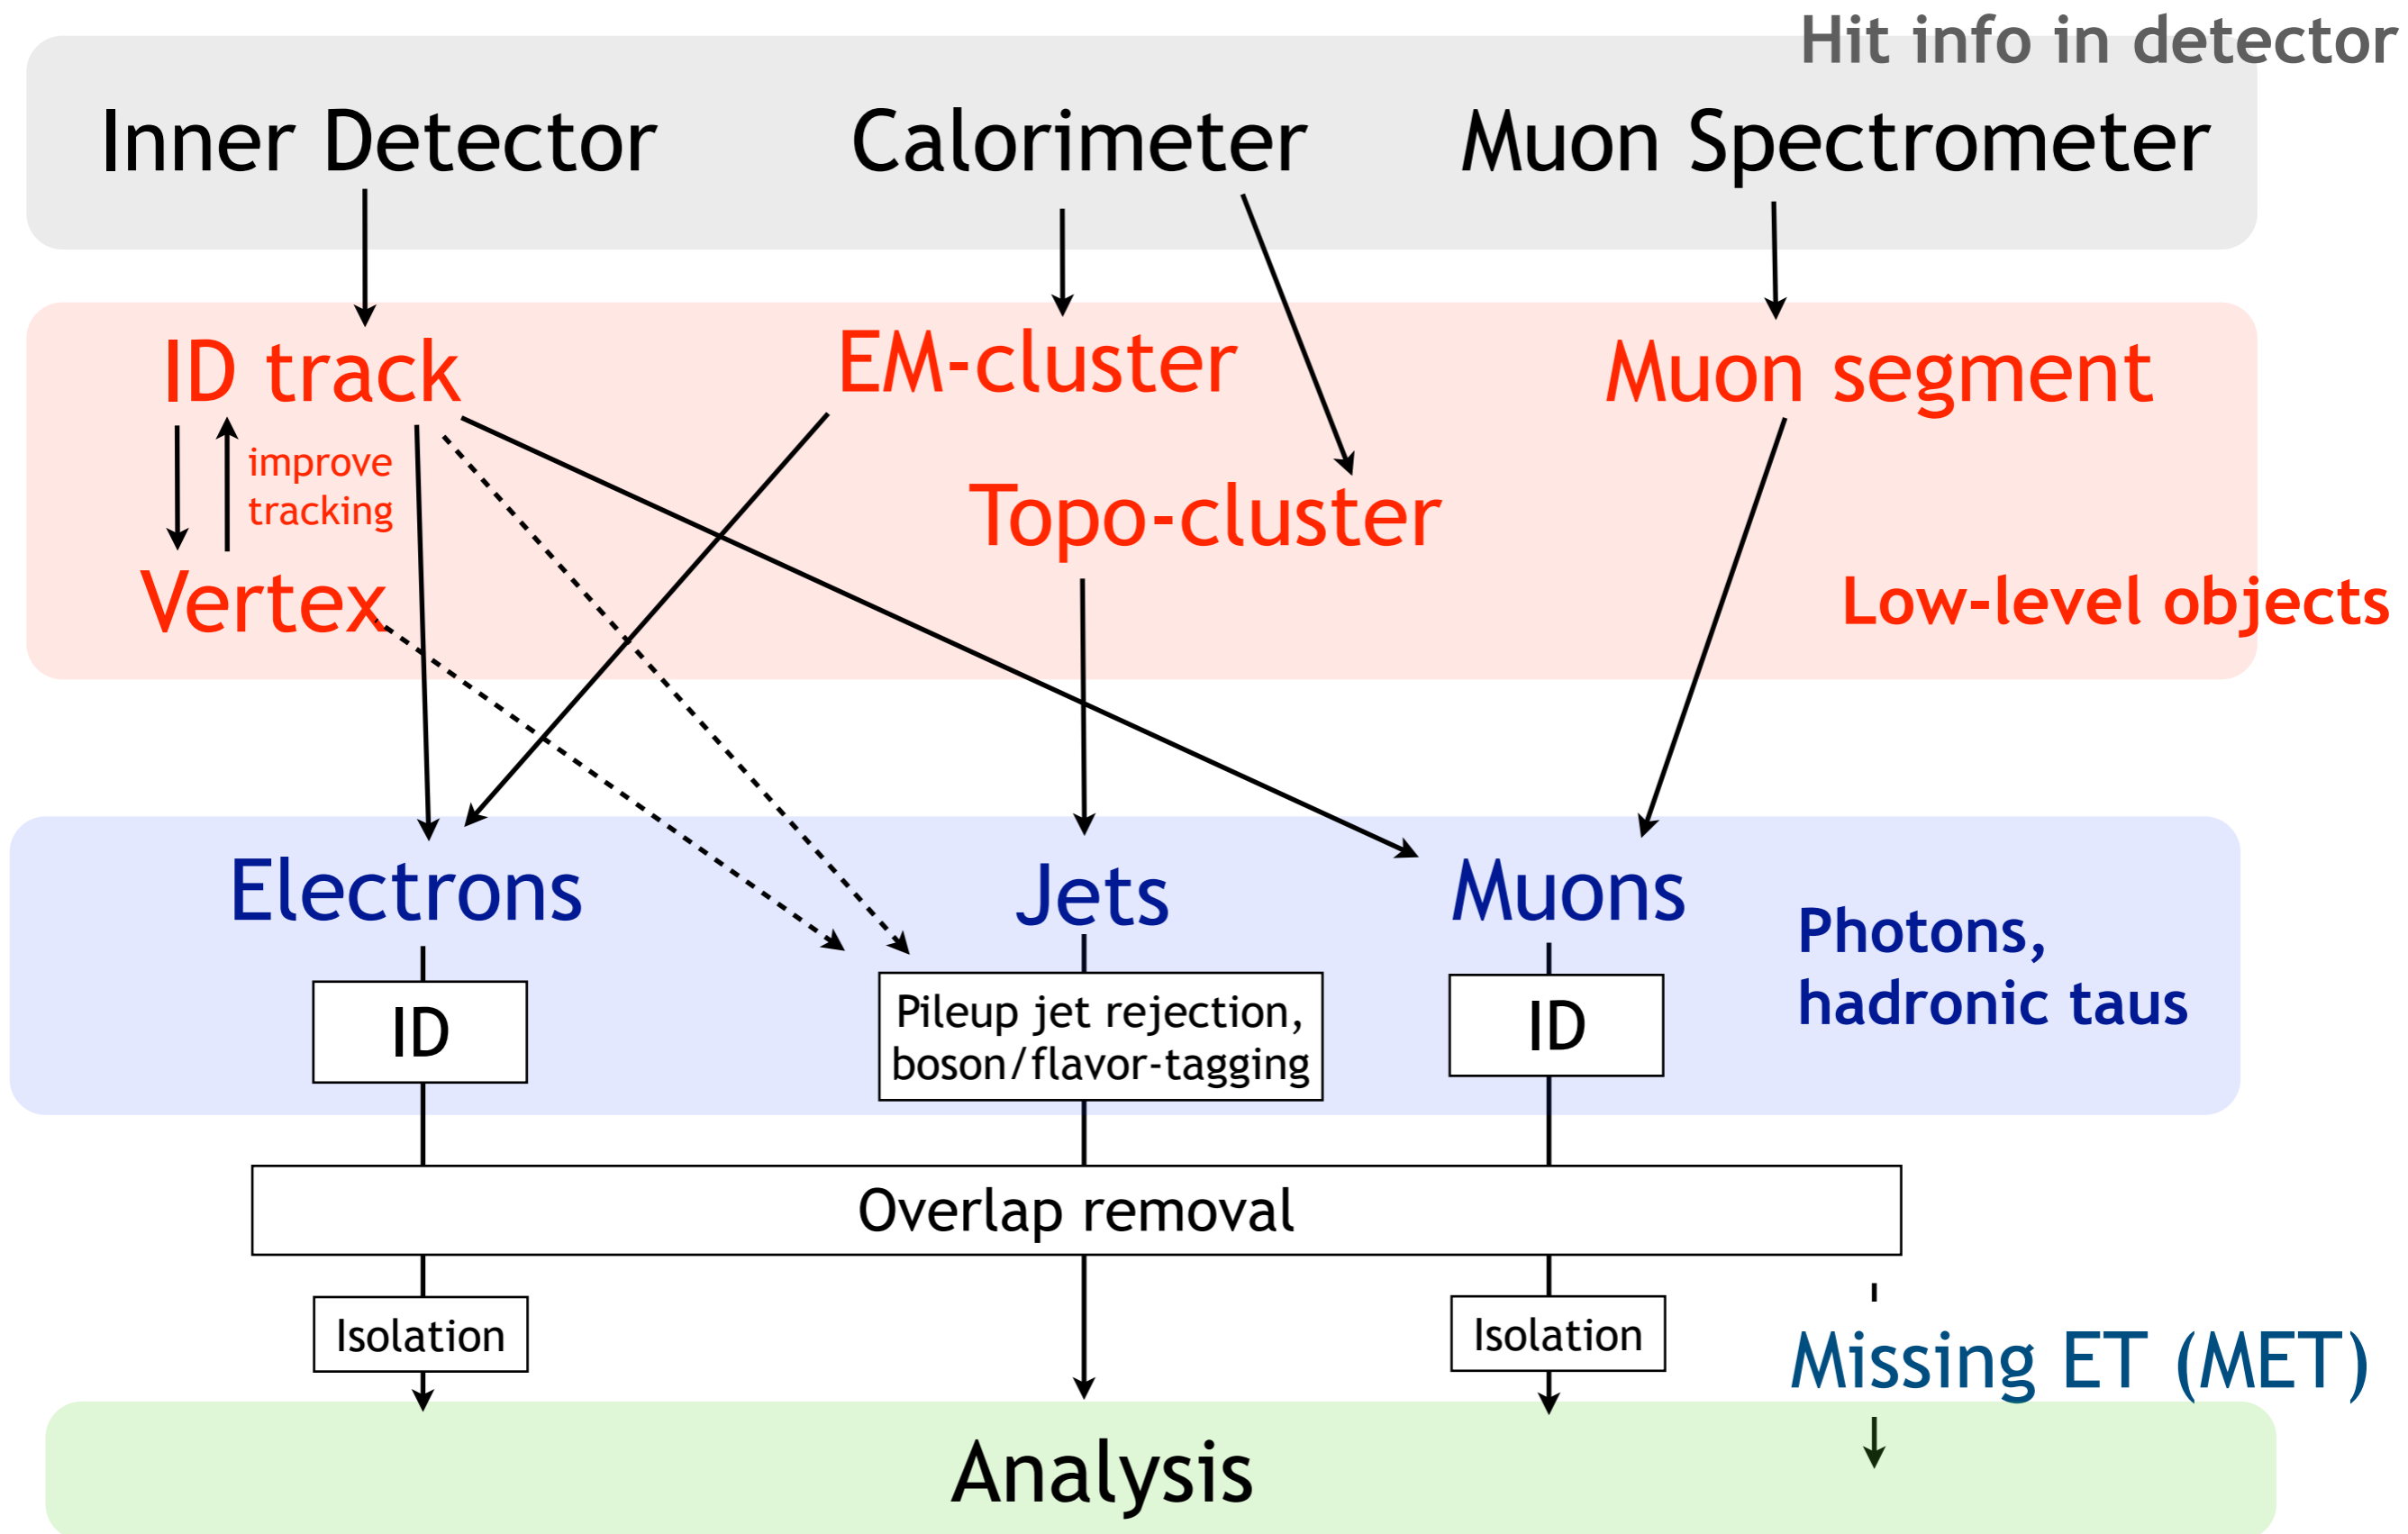 Hit info in detector
Inner Detector
Calorimeter
Muon Spectrometer
ID track
EM-cluster
Muon segment
improve
tracking
Topo-cluster
Vertex
Low-level objects
Electrons
Jets
Muons
Photons,
hadronic taus
ID
Pileup jet rejection,
boson/flavor-tagging
ID
Overlap removal
Isolation
Isolation
Missing ET (MET)
Analysis